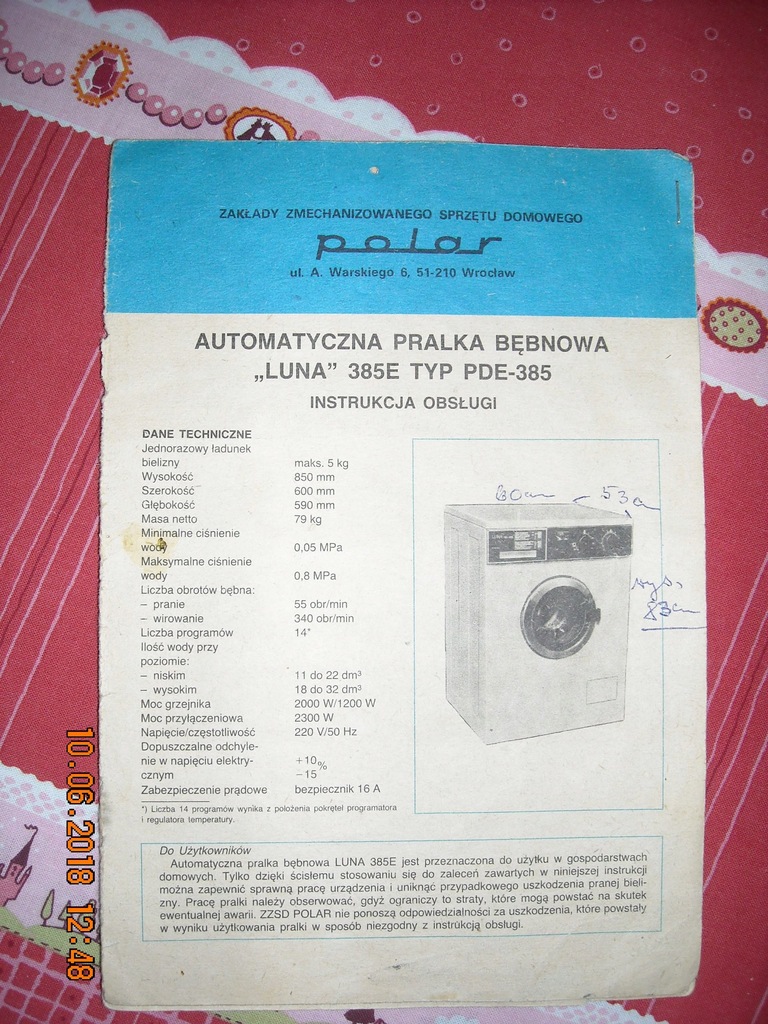 ZAKŁADY ZMECHANIZOWANEGO SPRZĘTU DOMOWEGO
polar
ul. A. Warskiego 6, 51-210 Wrocław
AUTOMATYCZNA PRALKA BĘBNOWA
„LUNA” 385E TYP PDE-385
INSTRUKCJA OBSŁUGI
DANE TECHNICZNE
Jednorazowy ładunek
bielizny maks. 5 kg
Wysokość 850 mm
Szerokość 600 mm
Głębokość 590 mm
Masa netto 79 kg
Minimalne ciśnienie
wody 0,05 MPa
Maksymalne ciśnienie
wody 0,8 MPa
Liczba obrotów bębna:
– pranie 55 obr/min
– wirowanie 340 obr/min
Liczba programów 14*
Ilość wody przy
poziomie:
– niskim 11 do 22 dm³
– wysokim 18 do 32 dm³
Moc grzejnika 2000 W/1200 W
Moc przyłączeniowa 2300 W
Napięcie/częstotliwość 220 V/50 Hz
Dopuszczalne odchyle-
nie w napięciu elektry- +10%
cznym –15
Zabezpieczenie prądowe bezpiecznik 16 A
*) Liczba 14 programów wynika z położenia pokręteł programatora
i regulatora temperatury.
60cm – 53cm
wys.
83cm
Do Użytkowników
Automatyczna pralka bębnowa LUNA 385E jest przeznaczona do użytku w gospodarstwach
domowych. Tylko dzięki ścisłemu stosowaniu się do zaleceń zawartych w niniejszej instrukcji
można zapewnić sprawną pracę urządzenia i uniknąć przypadkowego uszkodzenia pranej bieli-
zny. Pracę pralki należy obserwować, gdyż ograniczy to straty, które mogą powstać na skutek
ewentualnej awarii. ZZSD POLAR nie ponoszą odpowiedzialności za uszkodzenia, które powstały
w wyniku użytkowania pralki w sposób niezgodny z instrukcją obsługi.
10.06.2018 12:48